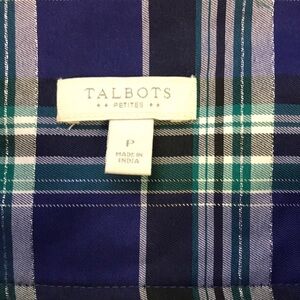 TALBOTS
PETITES
P
MADE IN
INDIA